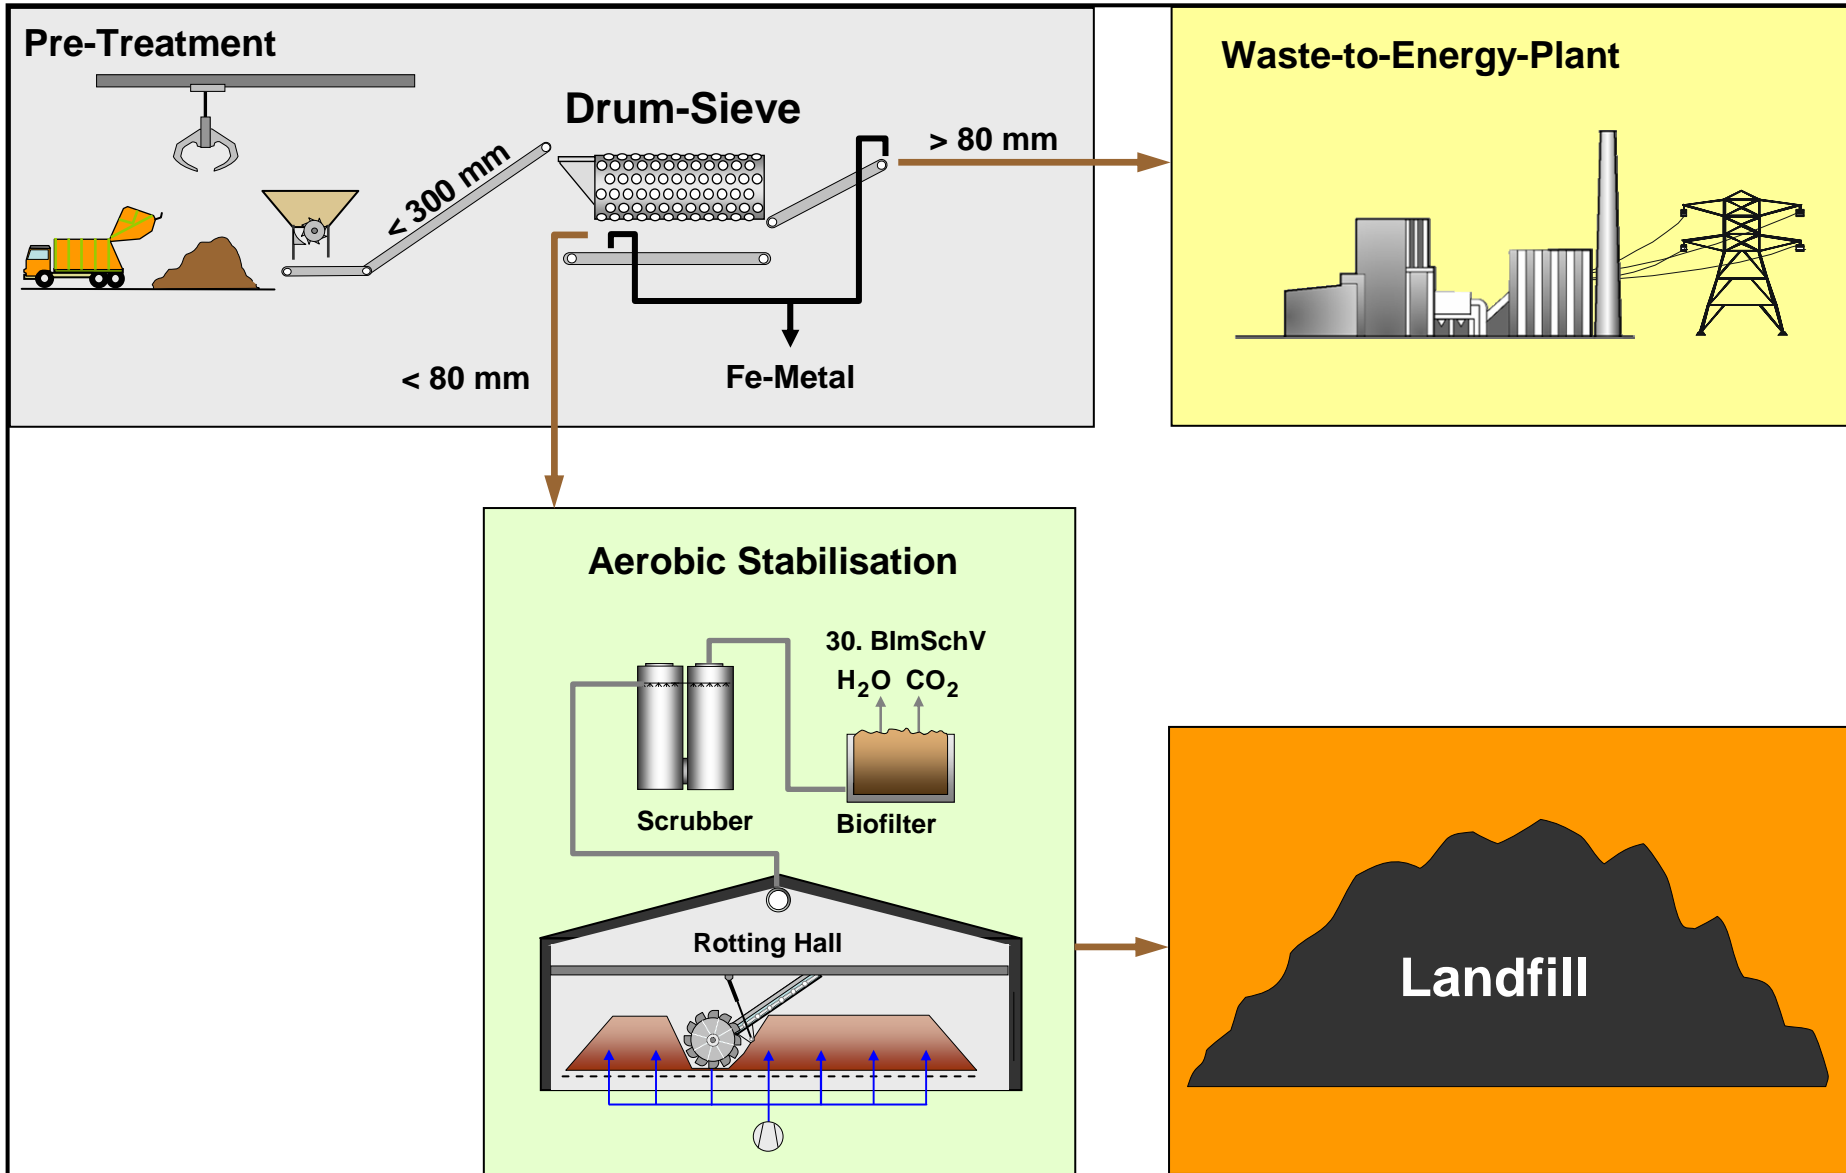 Pre-Treatment
Waste-to-Energy-Plant
Drum-Sieve
> 80 mm
< 300 mm
< 80 mm
Fe-Metal
Aerobic Stabilisation
30. BImSchV
H₂O CO₂
Scrubber
Biofilter
Rotting Hall
Landfill